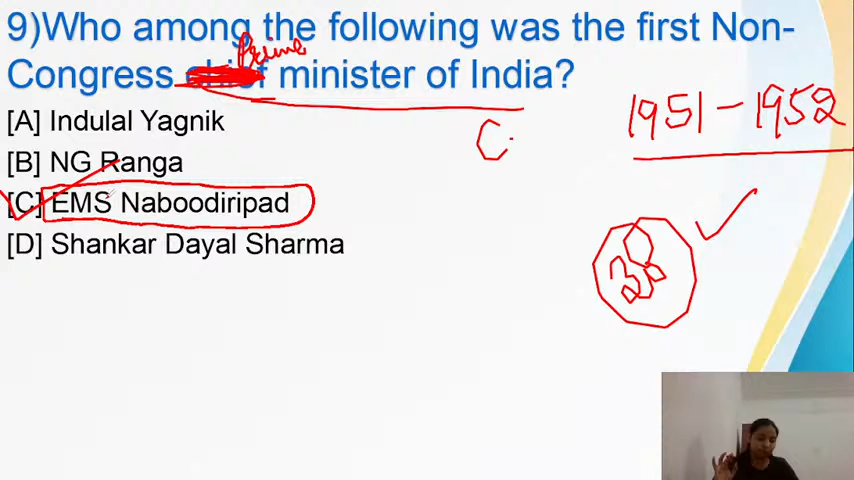 9)Who among the following was the first Non-
Prime
Congress chief minister of India?
[A] Indulal Yagnik
1951-1952
[B] NG Ranga
C
[C] EMS Naboodiripad
[D] Shankar Dayal Sharma
38